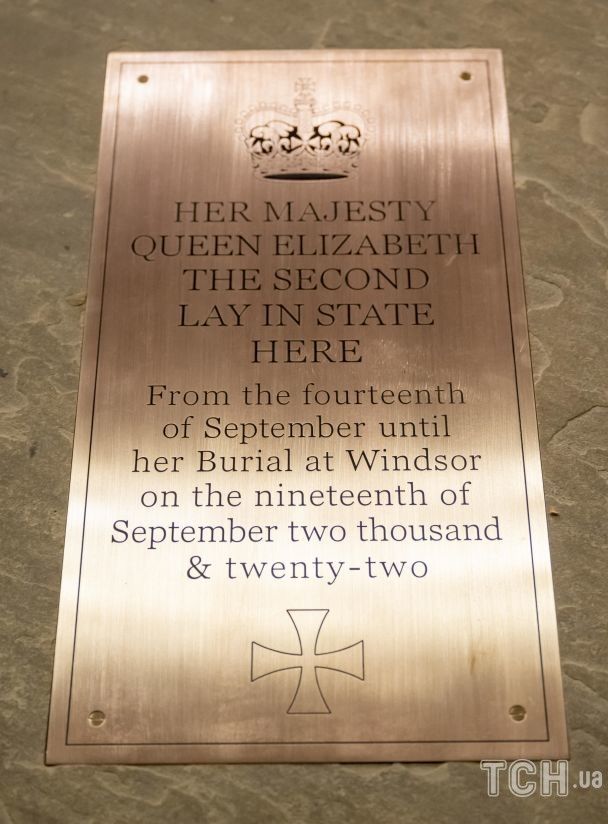 HER MAJESTY
QUEEN ELIZABETH
THE SECOND
LAY IN STATE
HERE
From the fourteenth
of September until
her Burial at Windsor
on the nineteenth of
September two thousand
& twenty-two
ТСН.ua